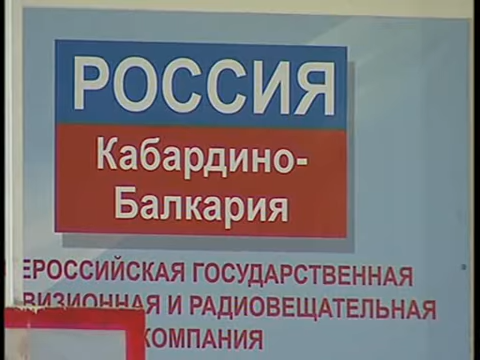 РОССИЯ
Кабардино-
Балкария
ЕРОССИЙСКАЯ ГОСУДАРСТВЕННАЯ
ВИЗИОННАЯ И РАДИОВЕЩАТЕЛЬНАЯ
КОМПАНИЯ